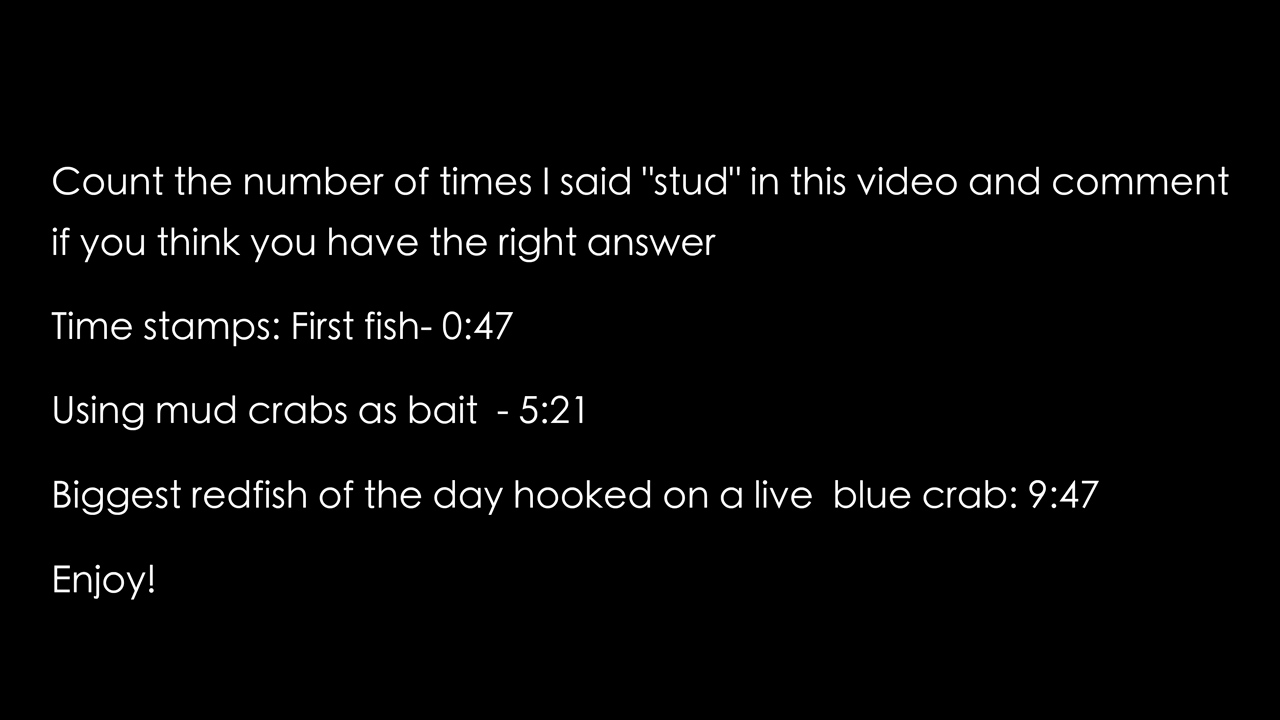 Count the number of times I said "stud" in this video and comment
if you think you have the right answer
Time stamps: First fish- 0:47
Using mud crabs as bait  - 5:21
Biggest redfish of the day hooked on a live  blue crab: 9:47
Enjoy!